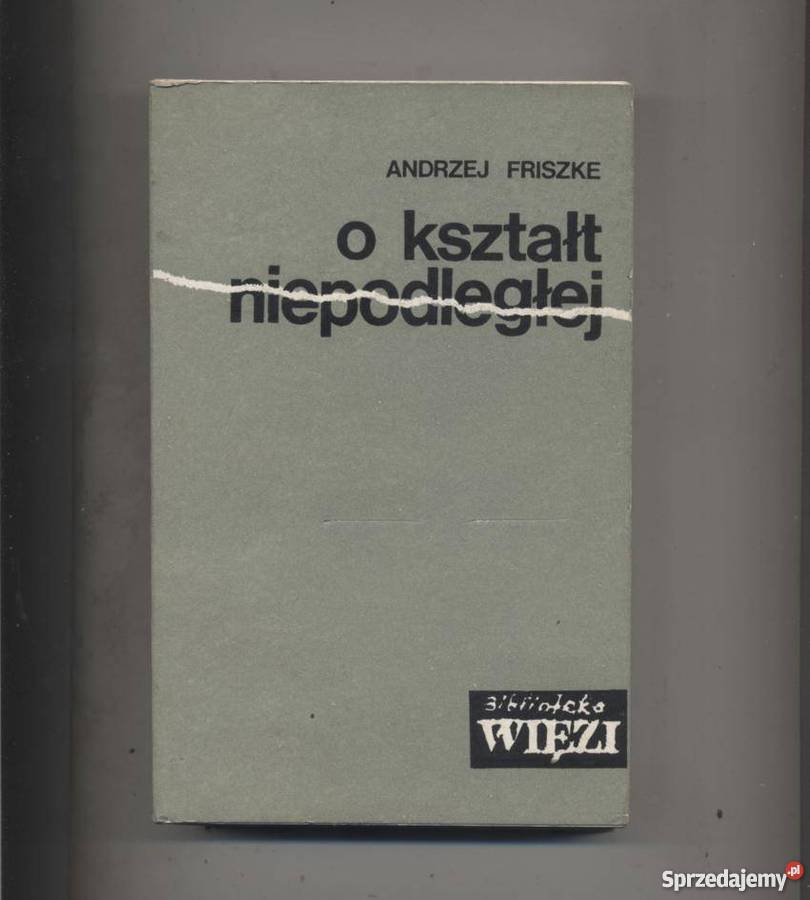 ANDRZEJ FRISZKE
o kształt
niepodległej
Biblioteka
WIĘZI
Sprzedajemy.pl